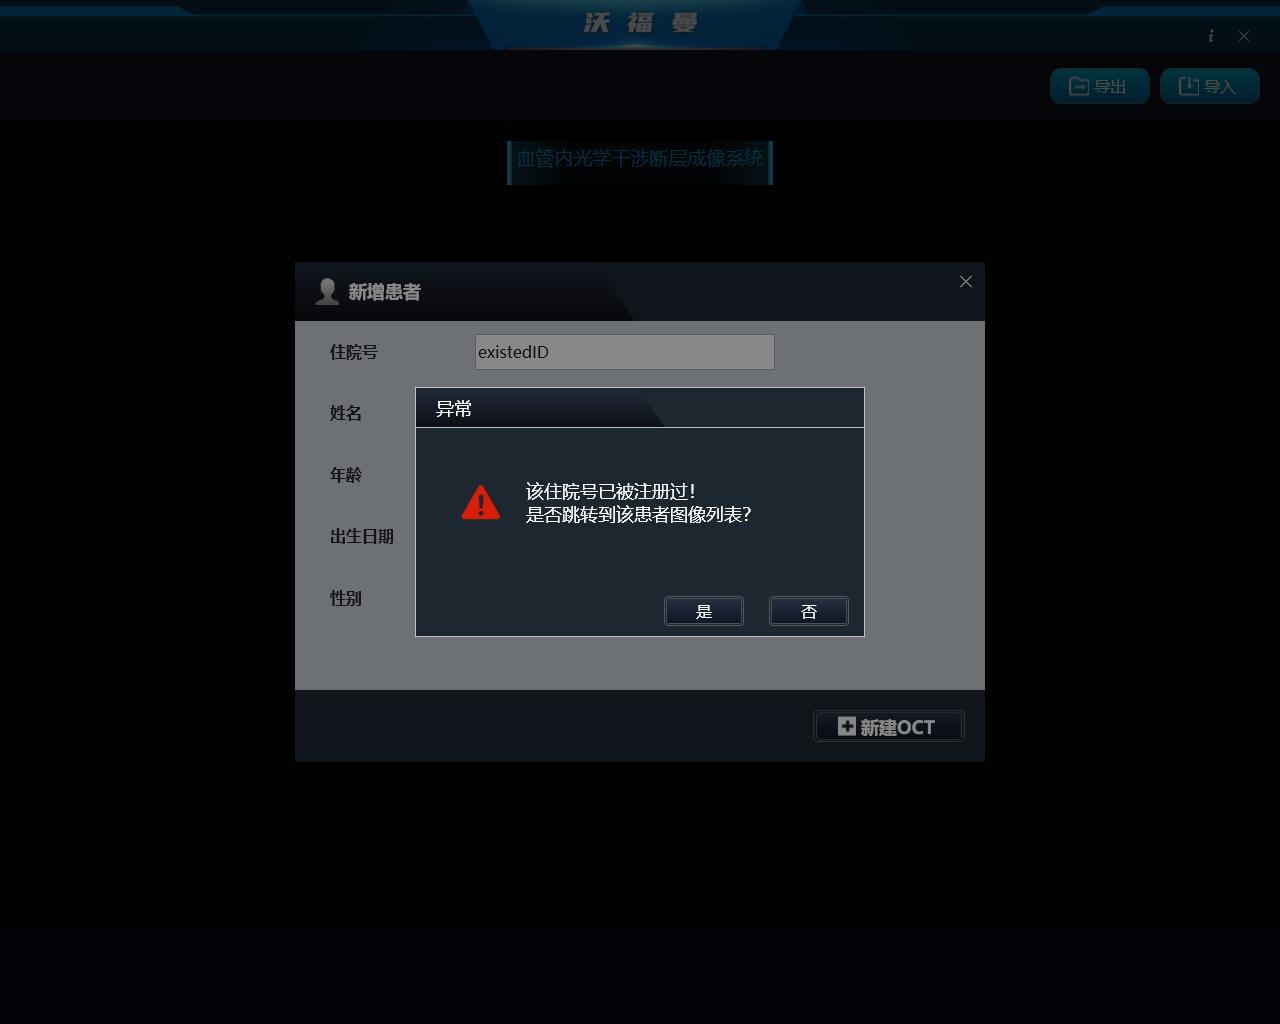 沃福曼
导出
导入
血管内光学干涉断层成像系统
新增患者
住院号
existedID
姓名
年龄
出生日期
性别
异常
该住院号已被注册过！
是否跳转到该患者图像列表？
是
否
新建OCT